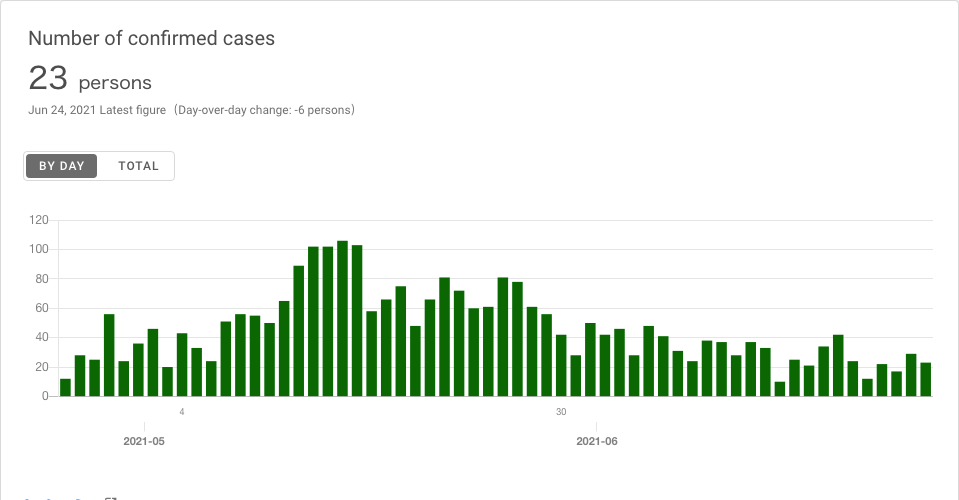 Number of confirmed cases
23 persons
Jun 24, 2021 Latest figure（Day-over-day change: -6 persons）
BY DAY TOTAL
120
100
80
60
40
20
0
4 30
2021-05 2021-06